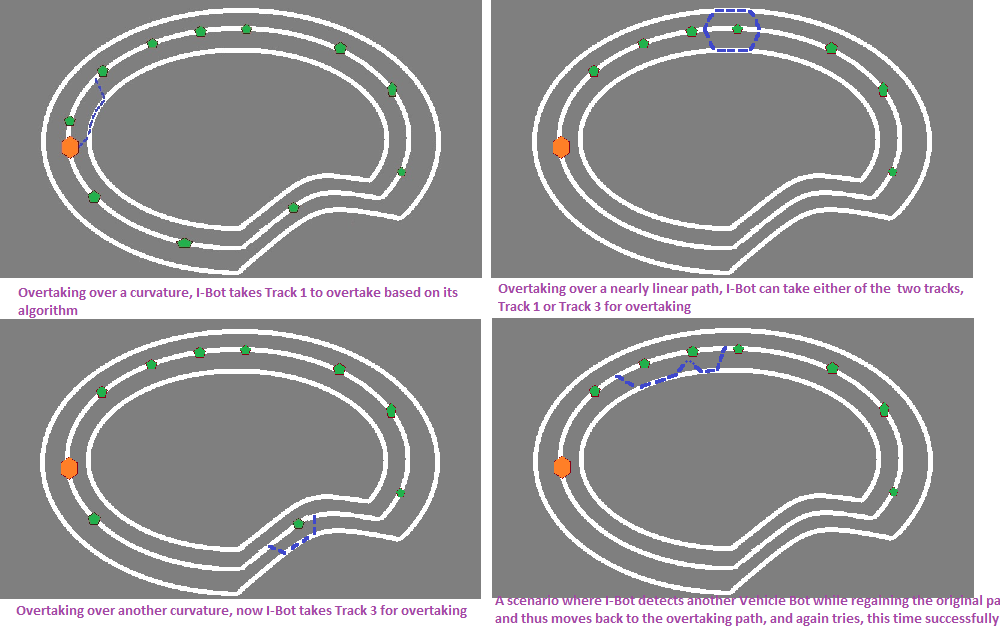 Overtaking over a curvature, I-Bot takes Track 1 to overtake based on its
algorithm
Overtaking over a nearly linear path, I-Bot can take either of the two tracks,
Track 1 or Track 3 for overtaking
Overtaking over another curvature, now I-Bot takes Track 3 for overtaking
A scenario where I-Bot detects another Vehicle Bot while regaining the original pa
and thus moves back to the overtaking path, and again tries, this time successfully